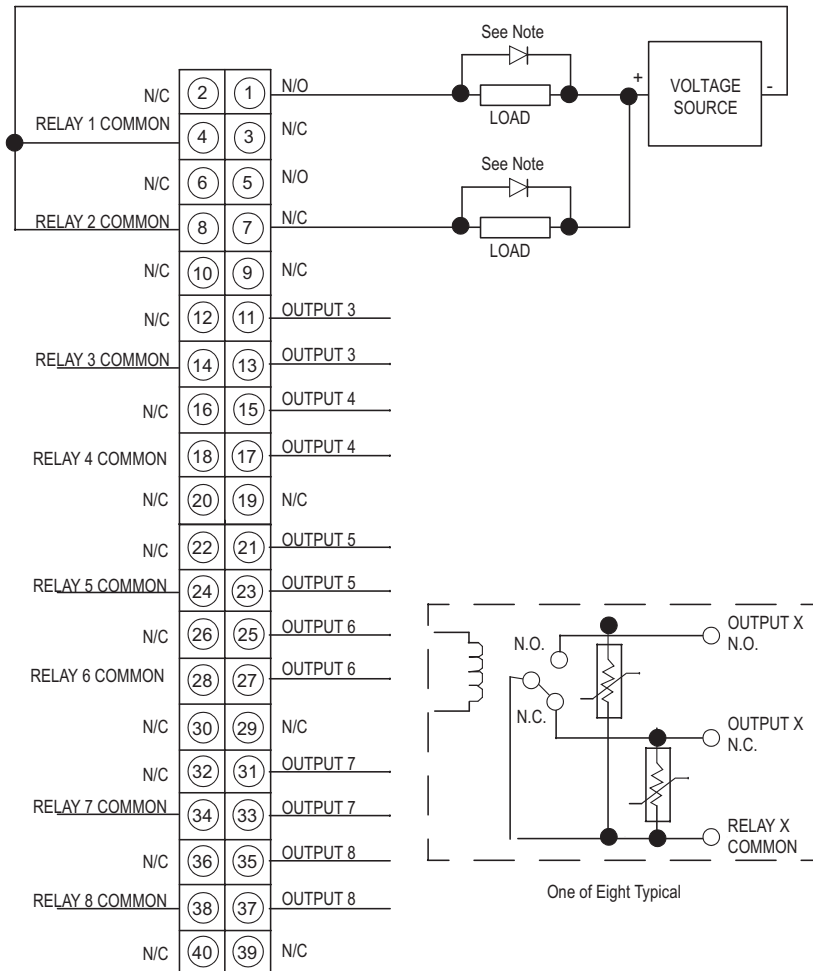 See Note
+ VOLTAGE SOURCE -
LOAD
N/C 2 1 N/O
RELAY 1 COMMON 4 3 N/C
See Note
N/C 6 5 N/O
RELAY 2 COMMON 8 7 N/C
LOAD
N/C 10 9 N/C
N/C 12 11 OUTPUT 3
RELAY 3 COMMON 14 13 OUTPUT 3
N/C 16 15 OUTPUT 4
RELAY 4 COMMON 18 17 OUTPUT 4
N/C 20 19 N/C
N/C 22 21 OUTPUT 5
RELAY 5 COMMON 24 23 OUTPUT 5
N/C 26 25 OUTPUT 6
RELAY 6 COMMON 28 27 OUTPUT 6
N/C 30 29 N/C
N/C 32 31 OUTPUT 7
RELAY 7 COMMON 34 33 OUTPUT 7
N/C 36 35 OUTPUT 8
RELAY 8 COMMON 38 37 OUTPUT 8
N/C 40 39 N/C
N.O.
OUTPUT X
N.O.
N.C.
OUTPUT X
N.C.
RELAY X
COMMON
One of Eight Typical